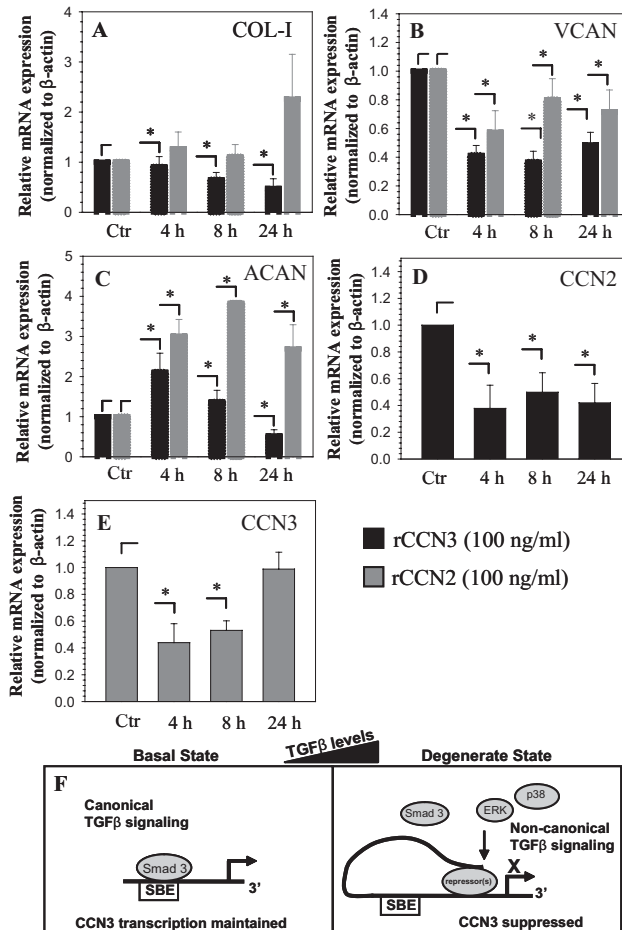 A COL-I
Relative mRNA expression
(normalized to β-actin)
4
3
2
1
0
Ctr 4 h 8 h 24 h
* * *
B VCAN
Relative mRNA expression
(normalized to β-actin)
1.4
1.2
1.0
0.8
0.6
0.4
0.2
0.0
Ctr 4 h 8 h 24 h
* * * * * *
C ACAN
Relative mRNA expression
(normalized to β-actin)
5
4
3
2
1
0
Ctr 4 h 8 h 24 h
* * * * * *
D CCN2
Relative mRNA expression
(normalized to β-actin)
1.4
1.2
1.0
0.8
0.6
0.4
0.2
0.0
Ctr 4 h 8 h 24 h
* * *
E CCN3
Relative mRNA expression
(normalized to β-actin)
1.4
1.2
1.0
0.8
0.6
0.4
0.2
0.0
Ctr 4 h 8 h 24 h
* *
rCCN3 (100 ng/ml)
rCCN2 (100 ng/ml)
Basal State
TGFβ levels
Degenerate State
F
Canonical
TGFβ signaling
Smad 3
SBE
3’
CCN3 transcription maintained
Smad 3
ERK
p38
Non-canonical
TGFβ signaling
repressor(s)
X
SBE
3’
CCN3 suppressed